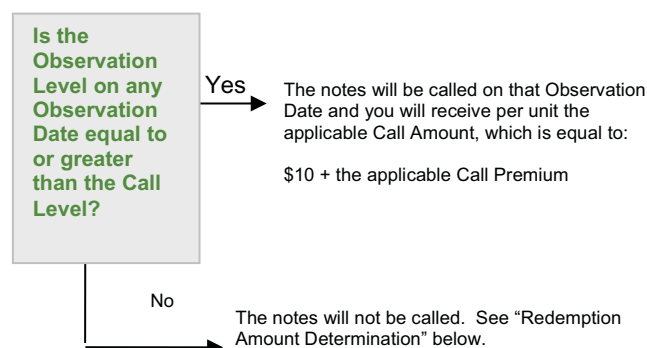 Is the
Observation
Level on any
Observation
Date equal to
or greater
than the Call
Level?
Yes
The notes will be called on that Observation
Date and you will receive per unit the
applicable Call Amount, which is equal to:
$10 + the applicable Call Premium
No
The notes will not be called.  See “Redemption
Amount Determination” below.